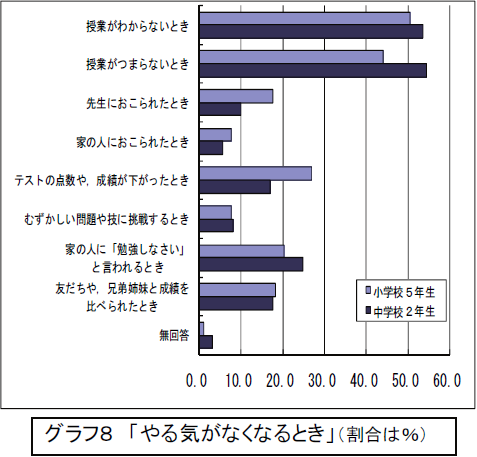 授業がわからないとき
授業がつまらないとき
先生におこられたとき
家の人におこられたとき
テストの点数や，成績が下がったとき
むずかしい問題や技に挑戦するとき
家の人に「勉強しなさい」
と言われるとき
友だちや，兄弟姉妹と成績を
比べられたとき
無回答
小学校５年生
中学校２年生
0.0 10.0 20.0 30.0 40.0 50.0 60.0
グラフ８ 「やる気がなくなるとき」（割合は％）